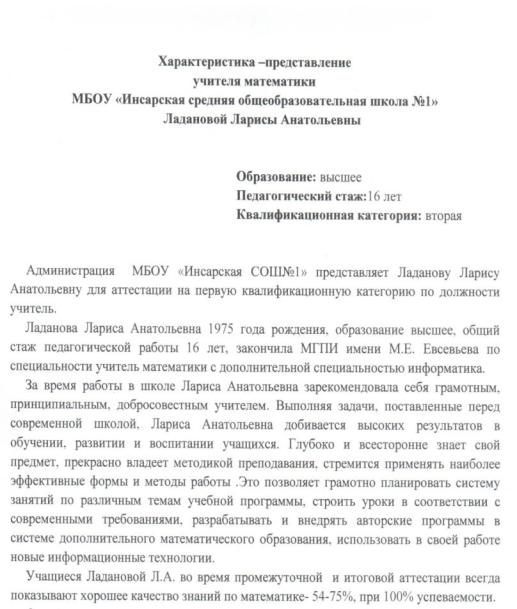 Характеристика –представление
учителя математики
МБОУ «Инсарская средняя общеобразовательная школа №1»
Ладановой Ларисы Анатольевны
Образование: высшее
Педагогический стаж:16 лет
Квалификационная категория: вторая
Администрация МБОУ «Инсарская СОШ№1» представляет Ладанову Ларису
Анатольевну для аттестации на первую квалификационную категорию по должности
учитель.
Ладанова Лариса Анатольевна 1975 года рождения, образование высшее, общий
стаж педагогической работы 16 лет, закончила МГПИ имени М.Е. Евсевьева по
специальности учитель математики с дополнительной специальностью информатика.
За время работы в школе Лариса Анатольевна зарекомендовала себя грамотным,
принципиальным, добросовестным учителем. Выполняя задачи, поставленные перед
современной школой, Лариса Анатольевна добивается высоких результатов в
обучении, развитии и воспитании учащихся. Глубоко и всесторонне знает свой
предмет, прекрасно владеет методикой преподавания, стремится применять наиболее
эффективные формы и методы работы .Это позволяет грамотно планировать систему
занятий по различным темам учебной программы, строить уроки в соответствии с
современными требованиями, разрабатывать и внедрять авторские программы в
системе дополнительного математического образования, использовать в своей работе
новые информационные технологии.
Учащиеся Ладановой Л.А. во время промежуточной и итоговой аттестации всегда
показывают хорошее качество знаний по математике- 54-75%, при 100% успеваемости.